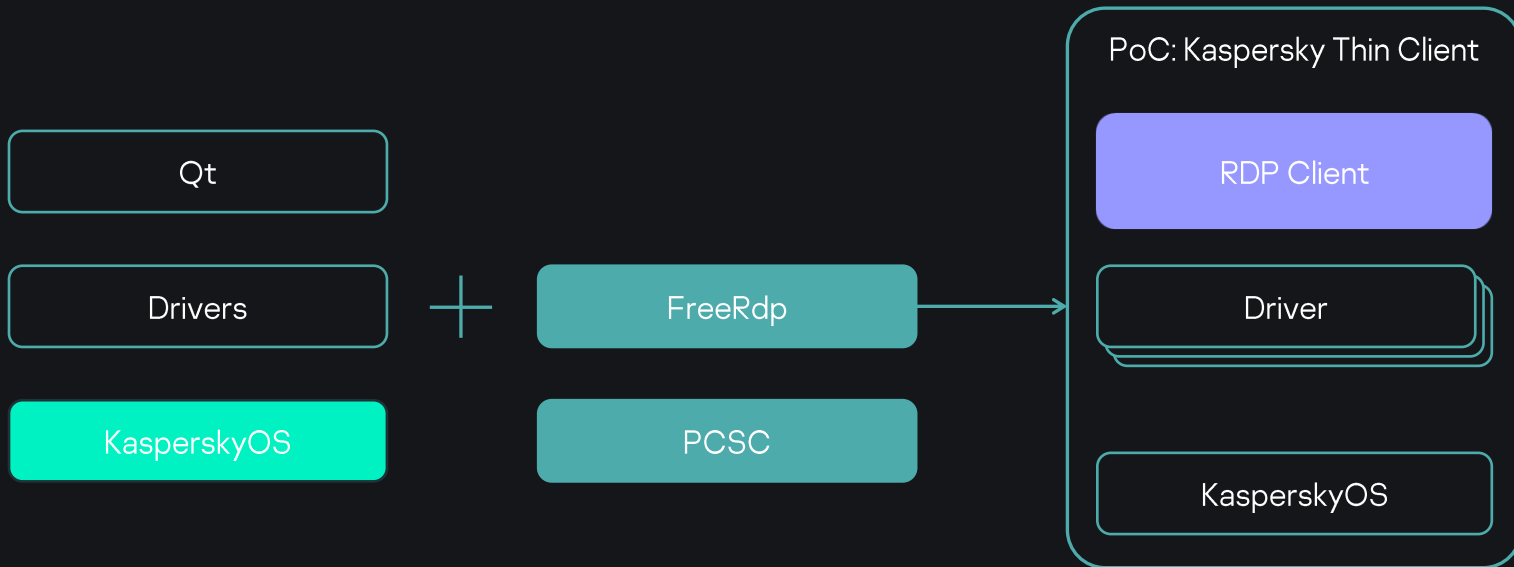 Qt
Drivers
KasperskyOS
FreeRdp
PCSC
PoC: Kaspersky Thin Client
RDP Client
Driver
KasperskyOS